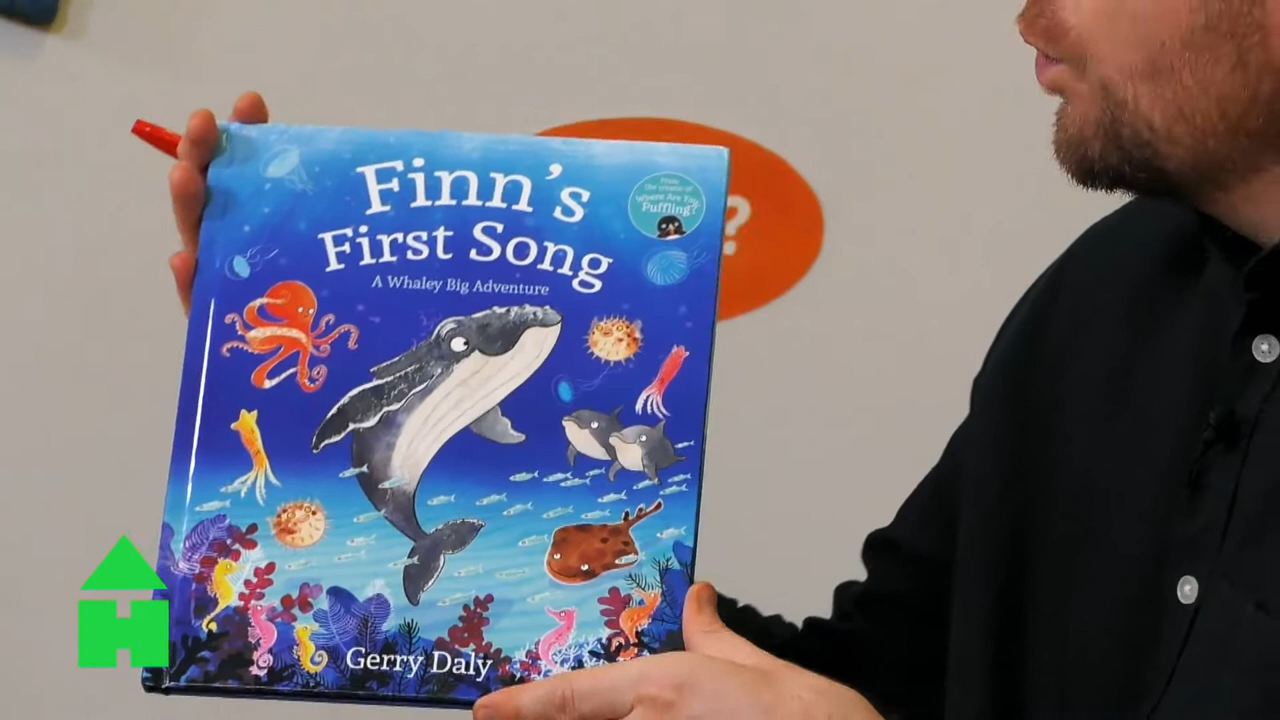 Finn's
First Song
A Whaley Big Adventure
From
the creator of
Where Are You,
Puffling?
?
Gerry Daly
H